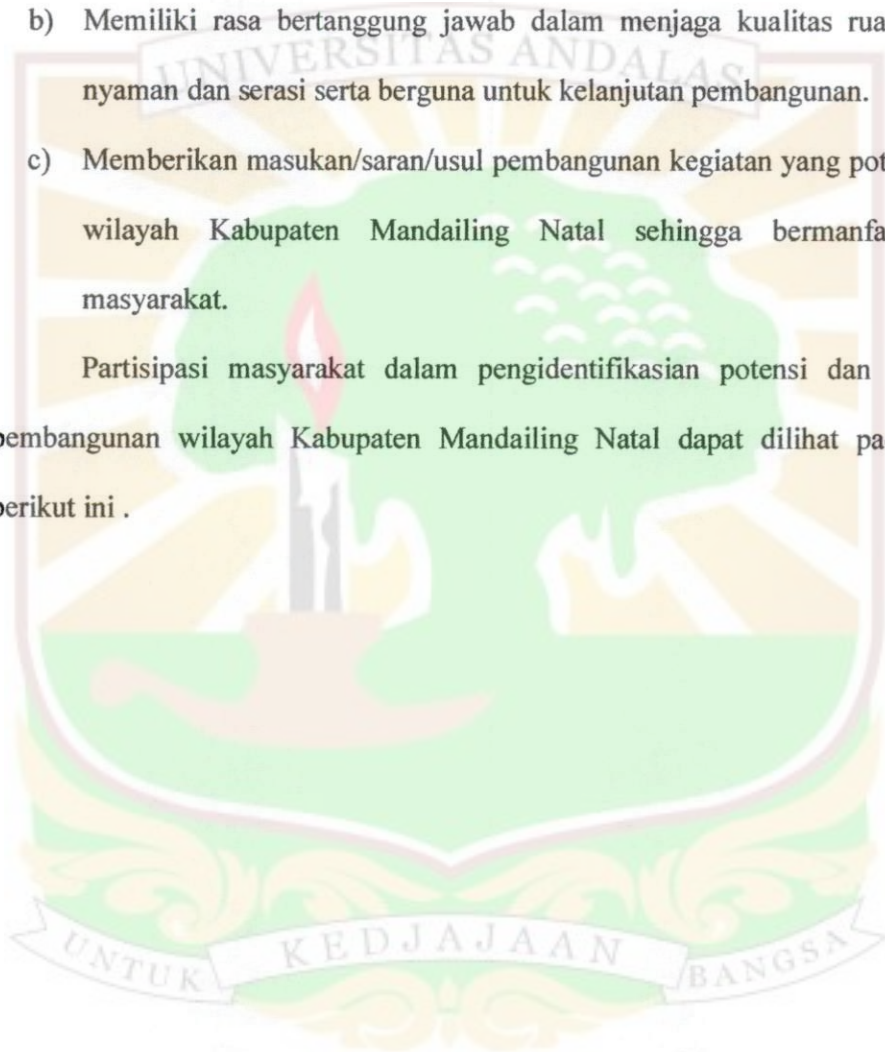 b) Memiliki rasa bertanggung jawab dalam menjaga kualitas rua
UNIVERSITAS ANDALAS
nyaman dan serasi serta berguna untuk kelanjutan pembangunan.
c) Memberikan masukan/saran/usul pembangunan kegiatan yang pot
wilayah Kabupaten Mandailing Natal sehingga bermanfa
masyarakat.
Partisipasi masyarakat dalam pengidentifikasian potensi dan
pembangunan wilayah Kabupaten Mandailing Natal dapat dilihat pa
berikut ini .
UNTUK KEDJAJAAN BANGSA